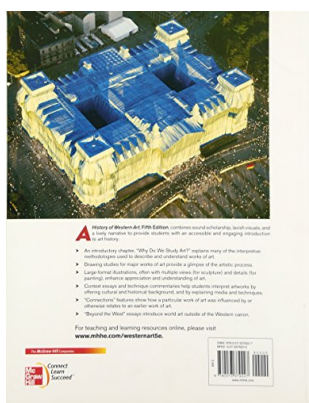 A History of Western Art, Fifth Edition, combines sound scholarship, lavish visuals, and
a lively narrative to provide students with an accessible and engaging introduction
to art history.
An introductory chapter, "Why Do We Study Art?" explains many of the interpretive
methodologies used to describe and understand works of art.
Drawing studies for major works of art provide a glimpse of the artistic process.
Large-format illustrations, often with multiple views (for sculpture) and details (for
painting), enhance appreciation and understanding of art.
Context essays and technique commentaries help students interpret artworks by
offering cultural and historical background, and by explaining media and techniques.
"Connections" features show how a particular work of art was influenced by or
otherwise relates to an earlier work of art.
"Beyond the West" essays introduce world art outside of the Western canon.
For teaching and learning resources online, please visit
www.mhhe.com/westernart5e.
The McGraw-Hill Companies
Mc
Graw
Hill
Connect
Learn
Succeed™
www.mhhe.com